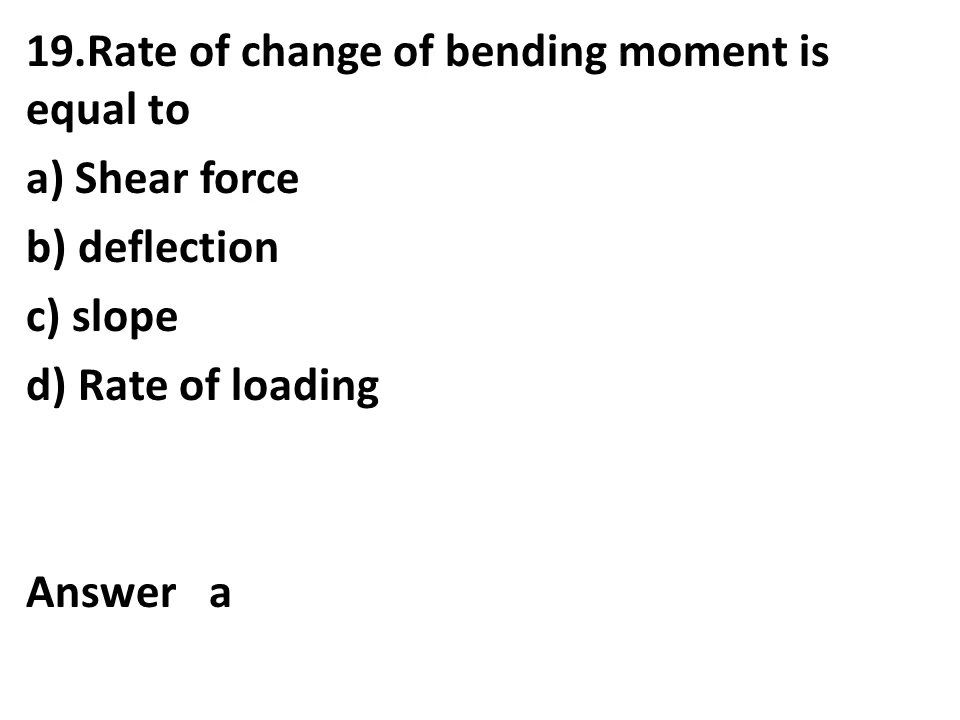 19.Rate of change of bending moment is
equal to
a) Shear force
b) deflection
c) slope
d) Rate of loading
Answer   a